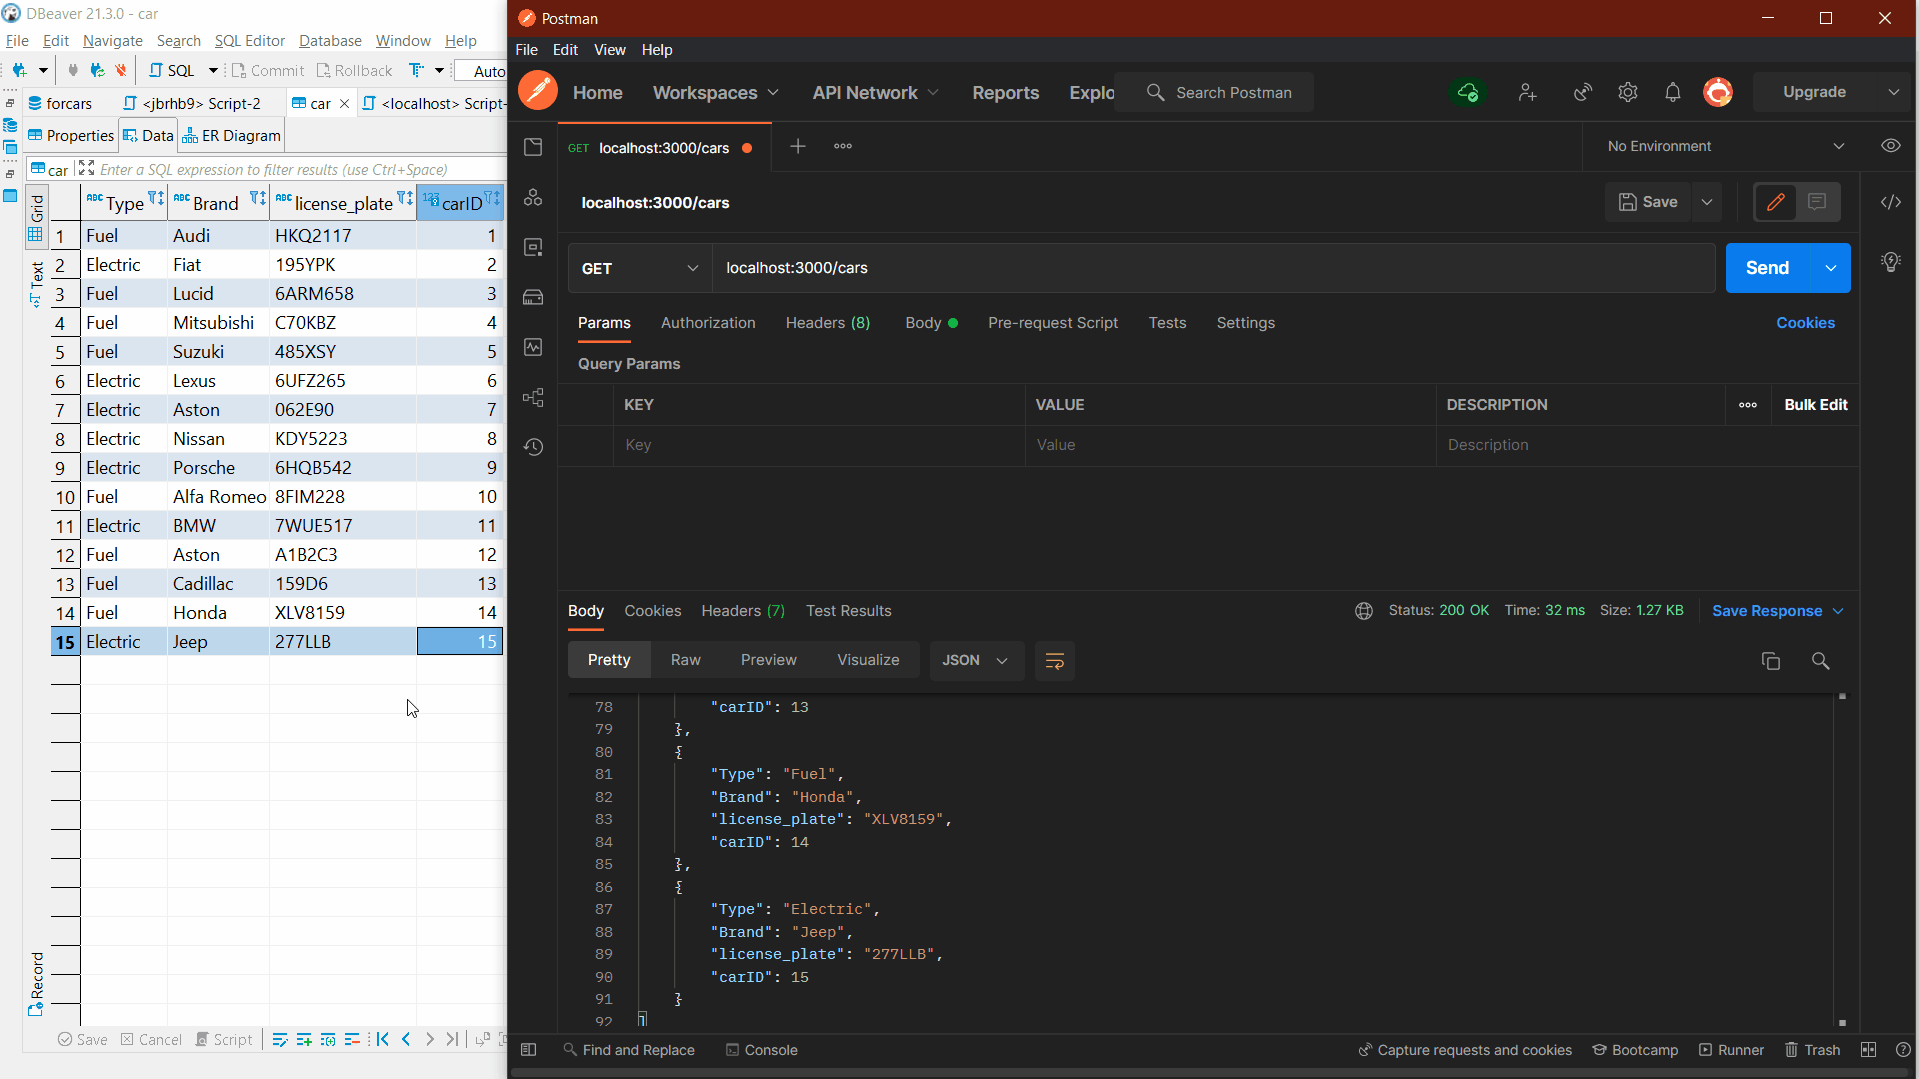 DBeaver 21.3.0 - car
File Edit Navigate Search SQL Editor Database Window Help
SQL Commit Rollback Auto
forcars <jbrhb9> Script-2 car <localhost> Script-
Properties Data ER Diagram
car Enter a SQL expression to filter results (use Ctrl+Space)
Grid
Text
Record
ABC Type ABC Brand ABC license_plate 123 carID
1 Fuel Audi HKQ2117 1
2 Electric Fiat 195YPK 2
3 Fuel Lucid 6ARM658 3
4 Fuel Mitsubishi C70KBZ 4
5 Fuel Suzuki 485XSY 5
6 Electric Lexus 6UFZ265 6
7 Electric Aston 062E90 7
8 Electric Nissan KDY5223 8
9 Electric Porsche 6HQB542 9
10 Fuel Alfa Romeo 8FIM228 10
11 Electric BMW 7WUE517 11
12 Fuel Aston A1B2C3 12
13 Fuel Cadillac 159D6 13
14 Fuel Honda XLV8159 14
15 Electric Jeep 277LLB 15
Save Cancel Script
Postman
File Edit View Help
Home Workspaces API Network Reports Explo Search Postman Upgrade
GET localhost:3000/cars No Environment
localhost:3000/cars Save
GET localhost:3000/cars Send
Params Authorization Headers (8) Body Pre-request Script Tests Settings Cookies
Query Params
KEY VALUE DESCRIPTION Bulk Edit
Key Value Description
Body Cookies Headers (7) Test Results Status: 200 OK Time: 32 ms Size: 1.27 KB Save Response
Pretty Raw Preview Visualize JSON
78 "carID": 13
79 },
80 {
81 "Type": "Fuel",
82 "Brand": "Honda",
83 "license_plate": "XLV8159",
84 "carID": 14
85 },
86 {
87 "Type": "Electric",
88 "Brand": "Jeep",
89 "license_plate": "277LLB",
90 "carID": 15
91 }
92 ]
Find and Replace Console Capture requests and cookies Bootcamp Runner Trash